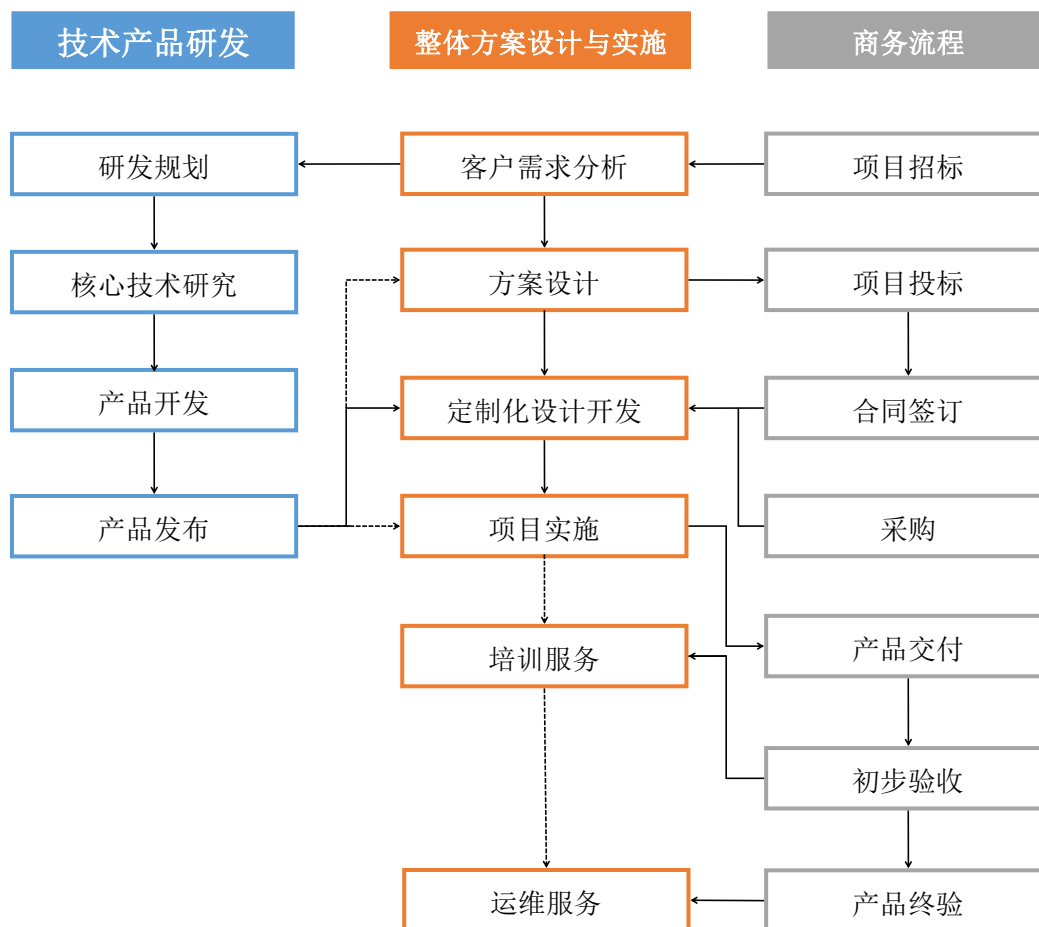 技术产品研发
整体方案设计与实施
商务流程
研发规划
客户需求分析
项目招标
核心技术研究
方案设计
项目投标
产品开发
定制化设计开发
合同签订
产品发布
项目实施
采购
培训服务
产品交付
初步验收
运维服务
产品终验